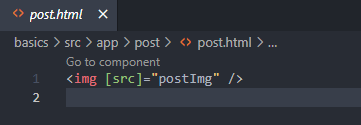 <> post.html ×
basics > src > app > post > <> post.html > ...
Go to component
1 <img [src]="postImg" />
2